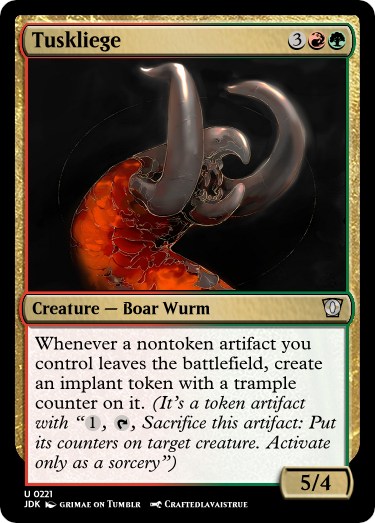 Tuskliege 3
Creature — Boar Wurm
Whenever a nontoken artifact you
control leaves the battlefield, create
an implant token with a trample
counter on it. (It's a token artifact
with “1, , Sacrifice this artifact: Put
its counters on target creature. Activate
only as a sorcery”)
5/4
U 0221
JDK GRIMAE ON TUMBLR CRAFTEDLAVAISTRUE